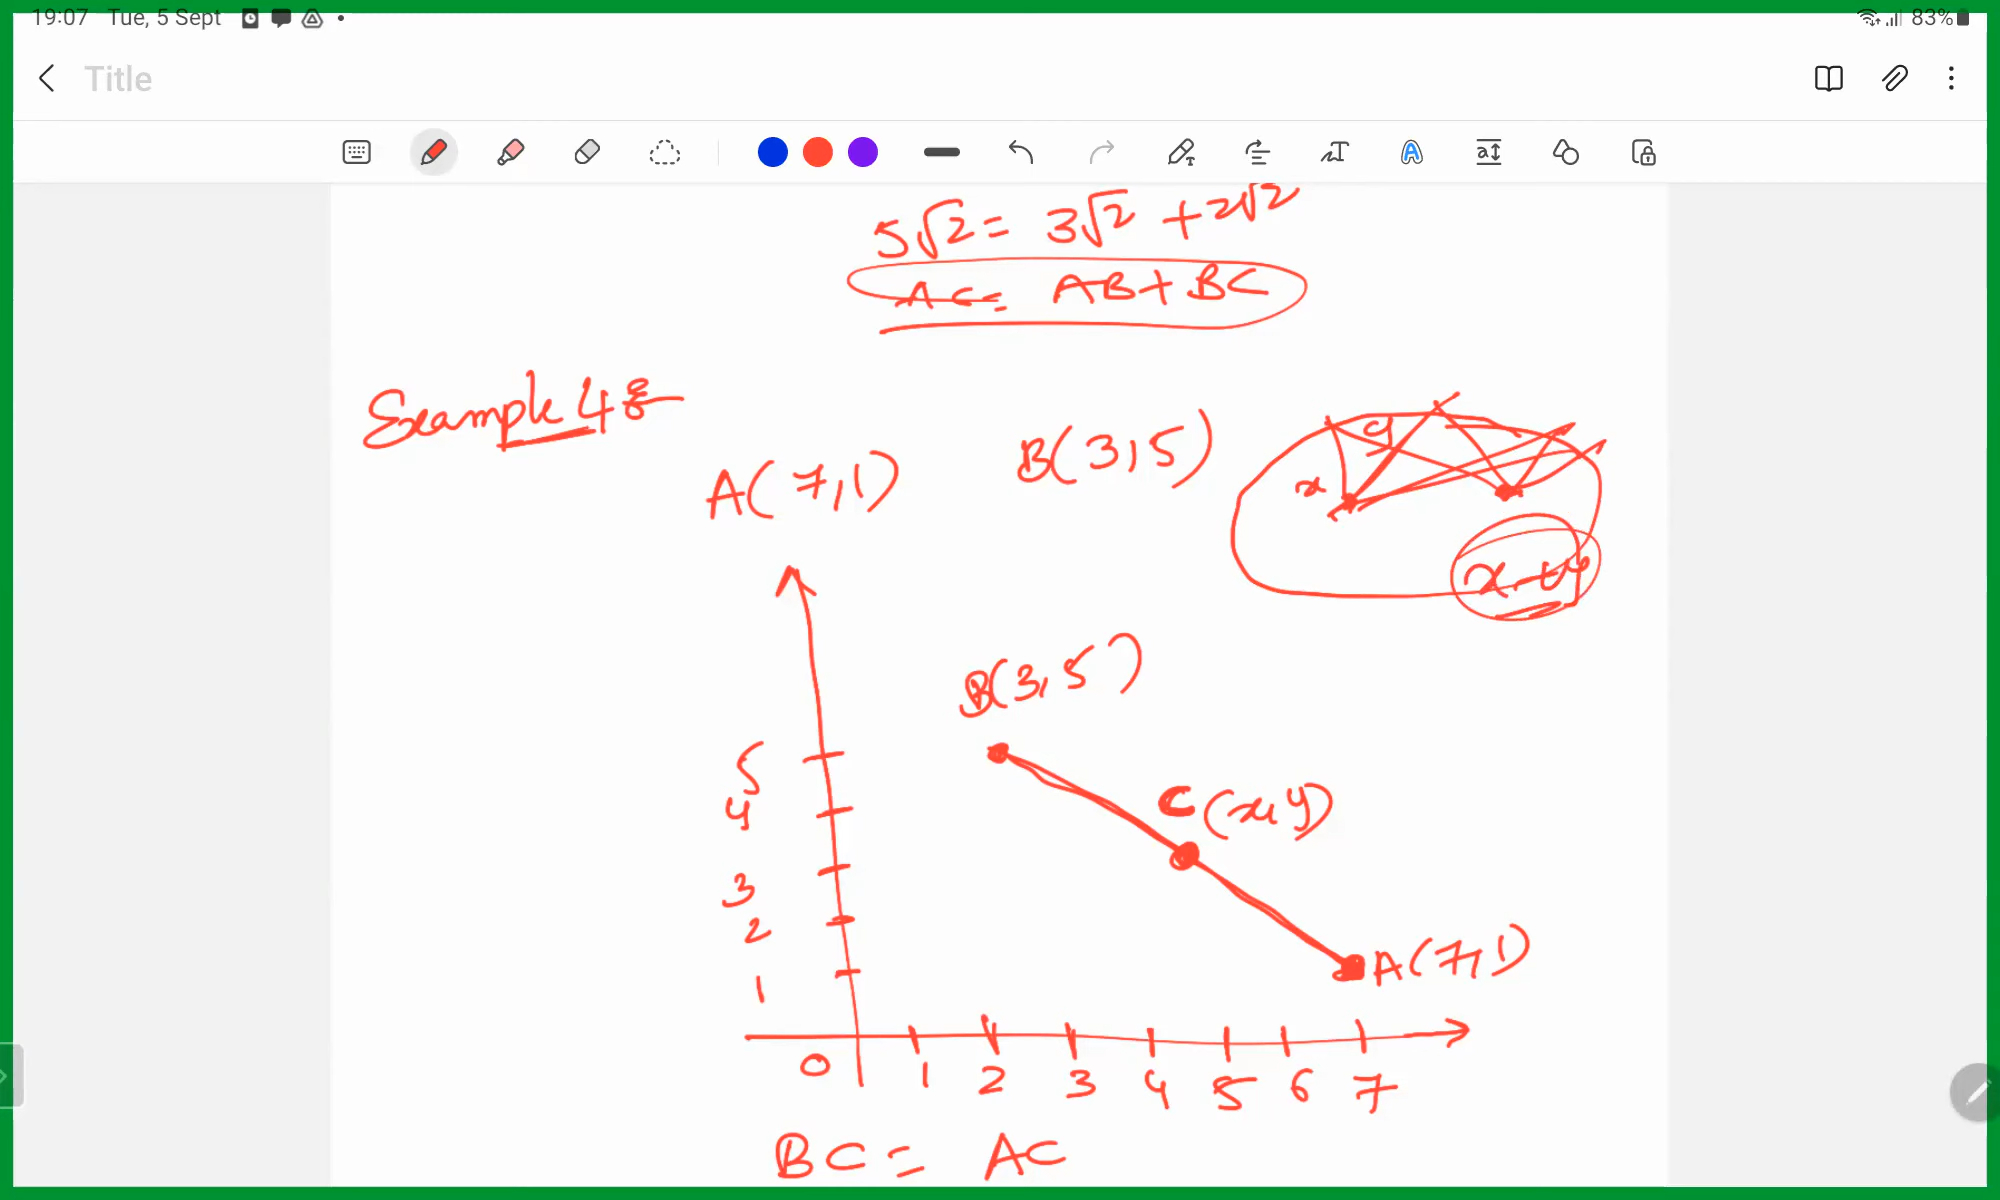 19:07 Tue, 5 Sept 83%
Title
5√2 = 3√2 + 2√2
AC = AB + BC
Example 4 :-
A(7,1) B(3,5)
x y
x+y
B(3,5)
C(x,y)
A(7,1)
5
4
3
2
1
0 1 2 3 4 5 6 7
BC = AC